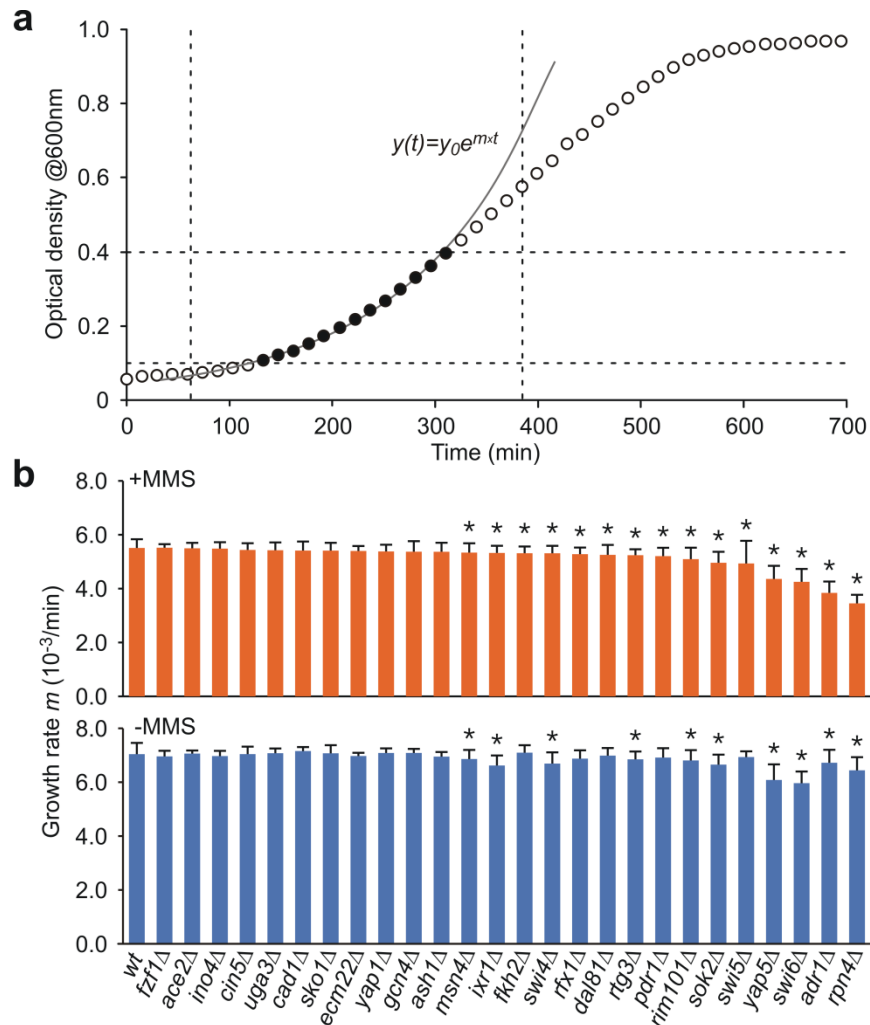 a
1.0
0.8
0.6
0.4
0.2
0
Optical density @600nm
y(t)=y₀eᵐˣᵗ
0 100 200 300 400 500 600 700
Time (min)
b
+MMS
8.0
6.0
4.0
2.0
0.0
* * * * * * * * * * * * * * *
Growth rate m (10⁻³/min)
-MMS
8.0
6.0
4.0
2.0
0.0
* * * * * * * * * *
wt
fzf1Δ
ace2Δ
ino4Δ
cin5Δ
uga3Δ
cad1Δ
sko1Δ
ecm22Δ
yap1Δ
gcn4Δ
ash1Δ
msn4Δ
ixr1Δ
fkh2Δ
swi4Δ
rfx1Δ
dal81Δ
rtg3Δ
pdr1Δ
rim101Δ
sok2Δ
swi5Δ
yap5Δ
swi6Δ
adr1Δ
rpn4Δ